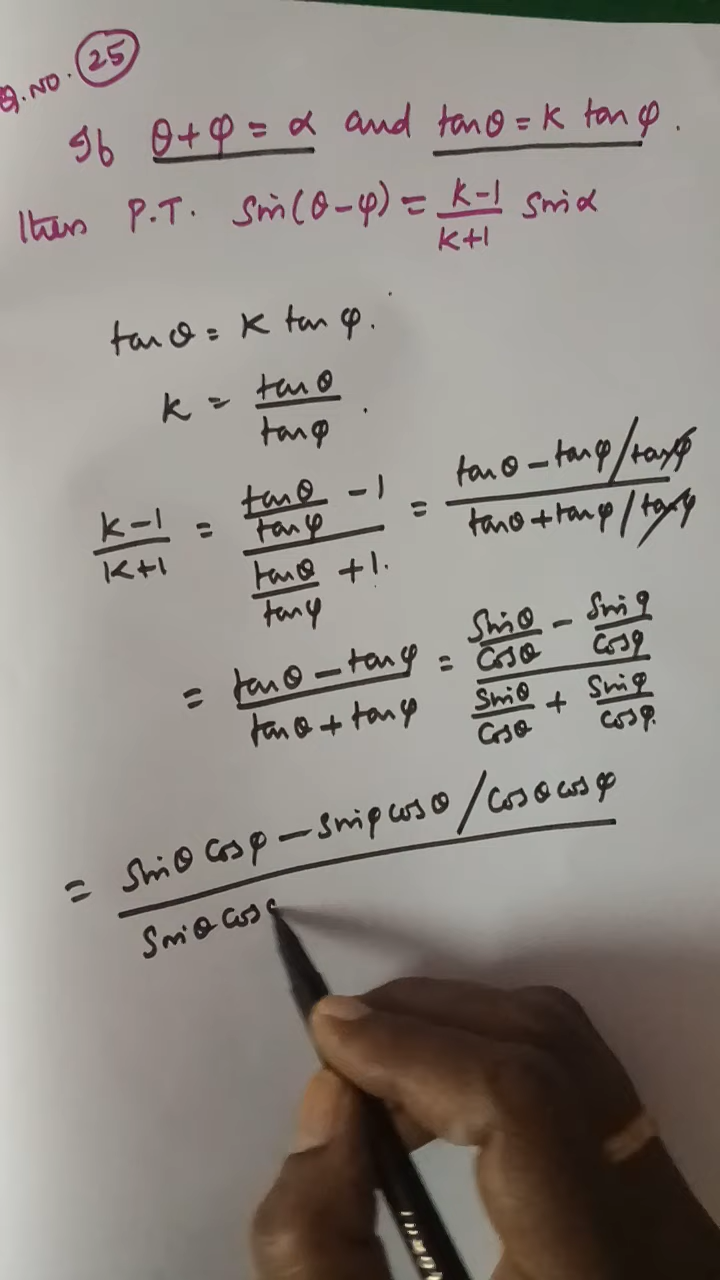 Q.NO. 25
If θ+φ = α and tanθ = K tanφ.
then P.T. Sin(θ-φ) = K-1/K+1 Sinα
tanθ = K tanφ.
K = tanθ/tanφ.
K-1/K+1 = (tanθ/tanφ - 1)/(tanθ/tanφ + 1) = (tanθ - tanφ/tanφ)/(tanθ + tanφ/tanφ)
= (tanθ - tanφ)/(tanθ + tanφ) = (Sinθ/Cosθ - Sinφ/Cosφ)/(Sinθ/Cosθ + Sinφ/Cosφ)
= (Sinθ Cosφ - Sinφ Cosθ / Cosθ Cosφ)/(Sinθ Cos